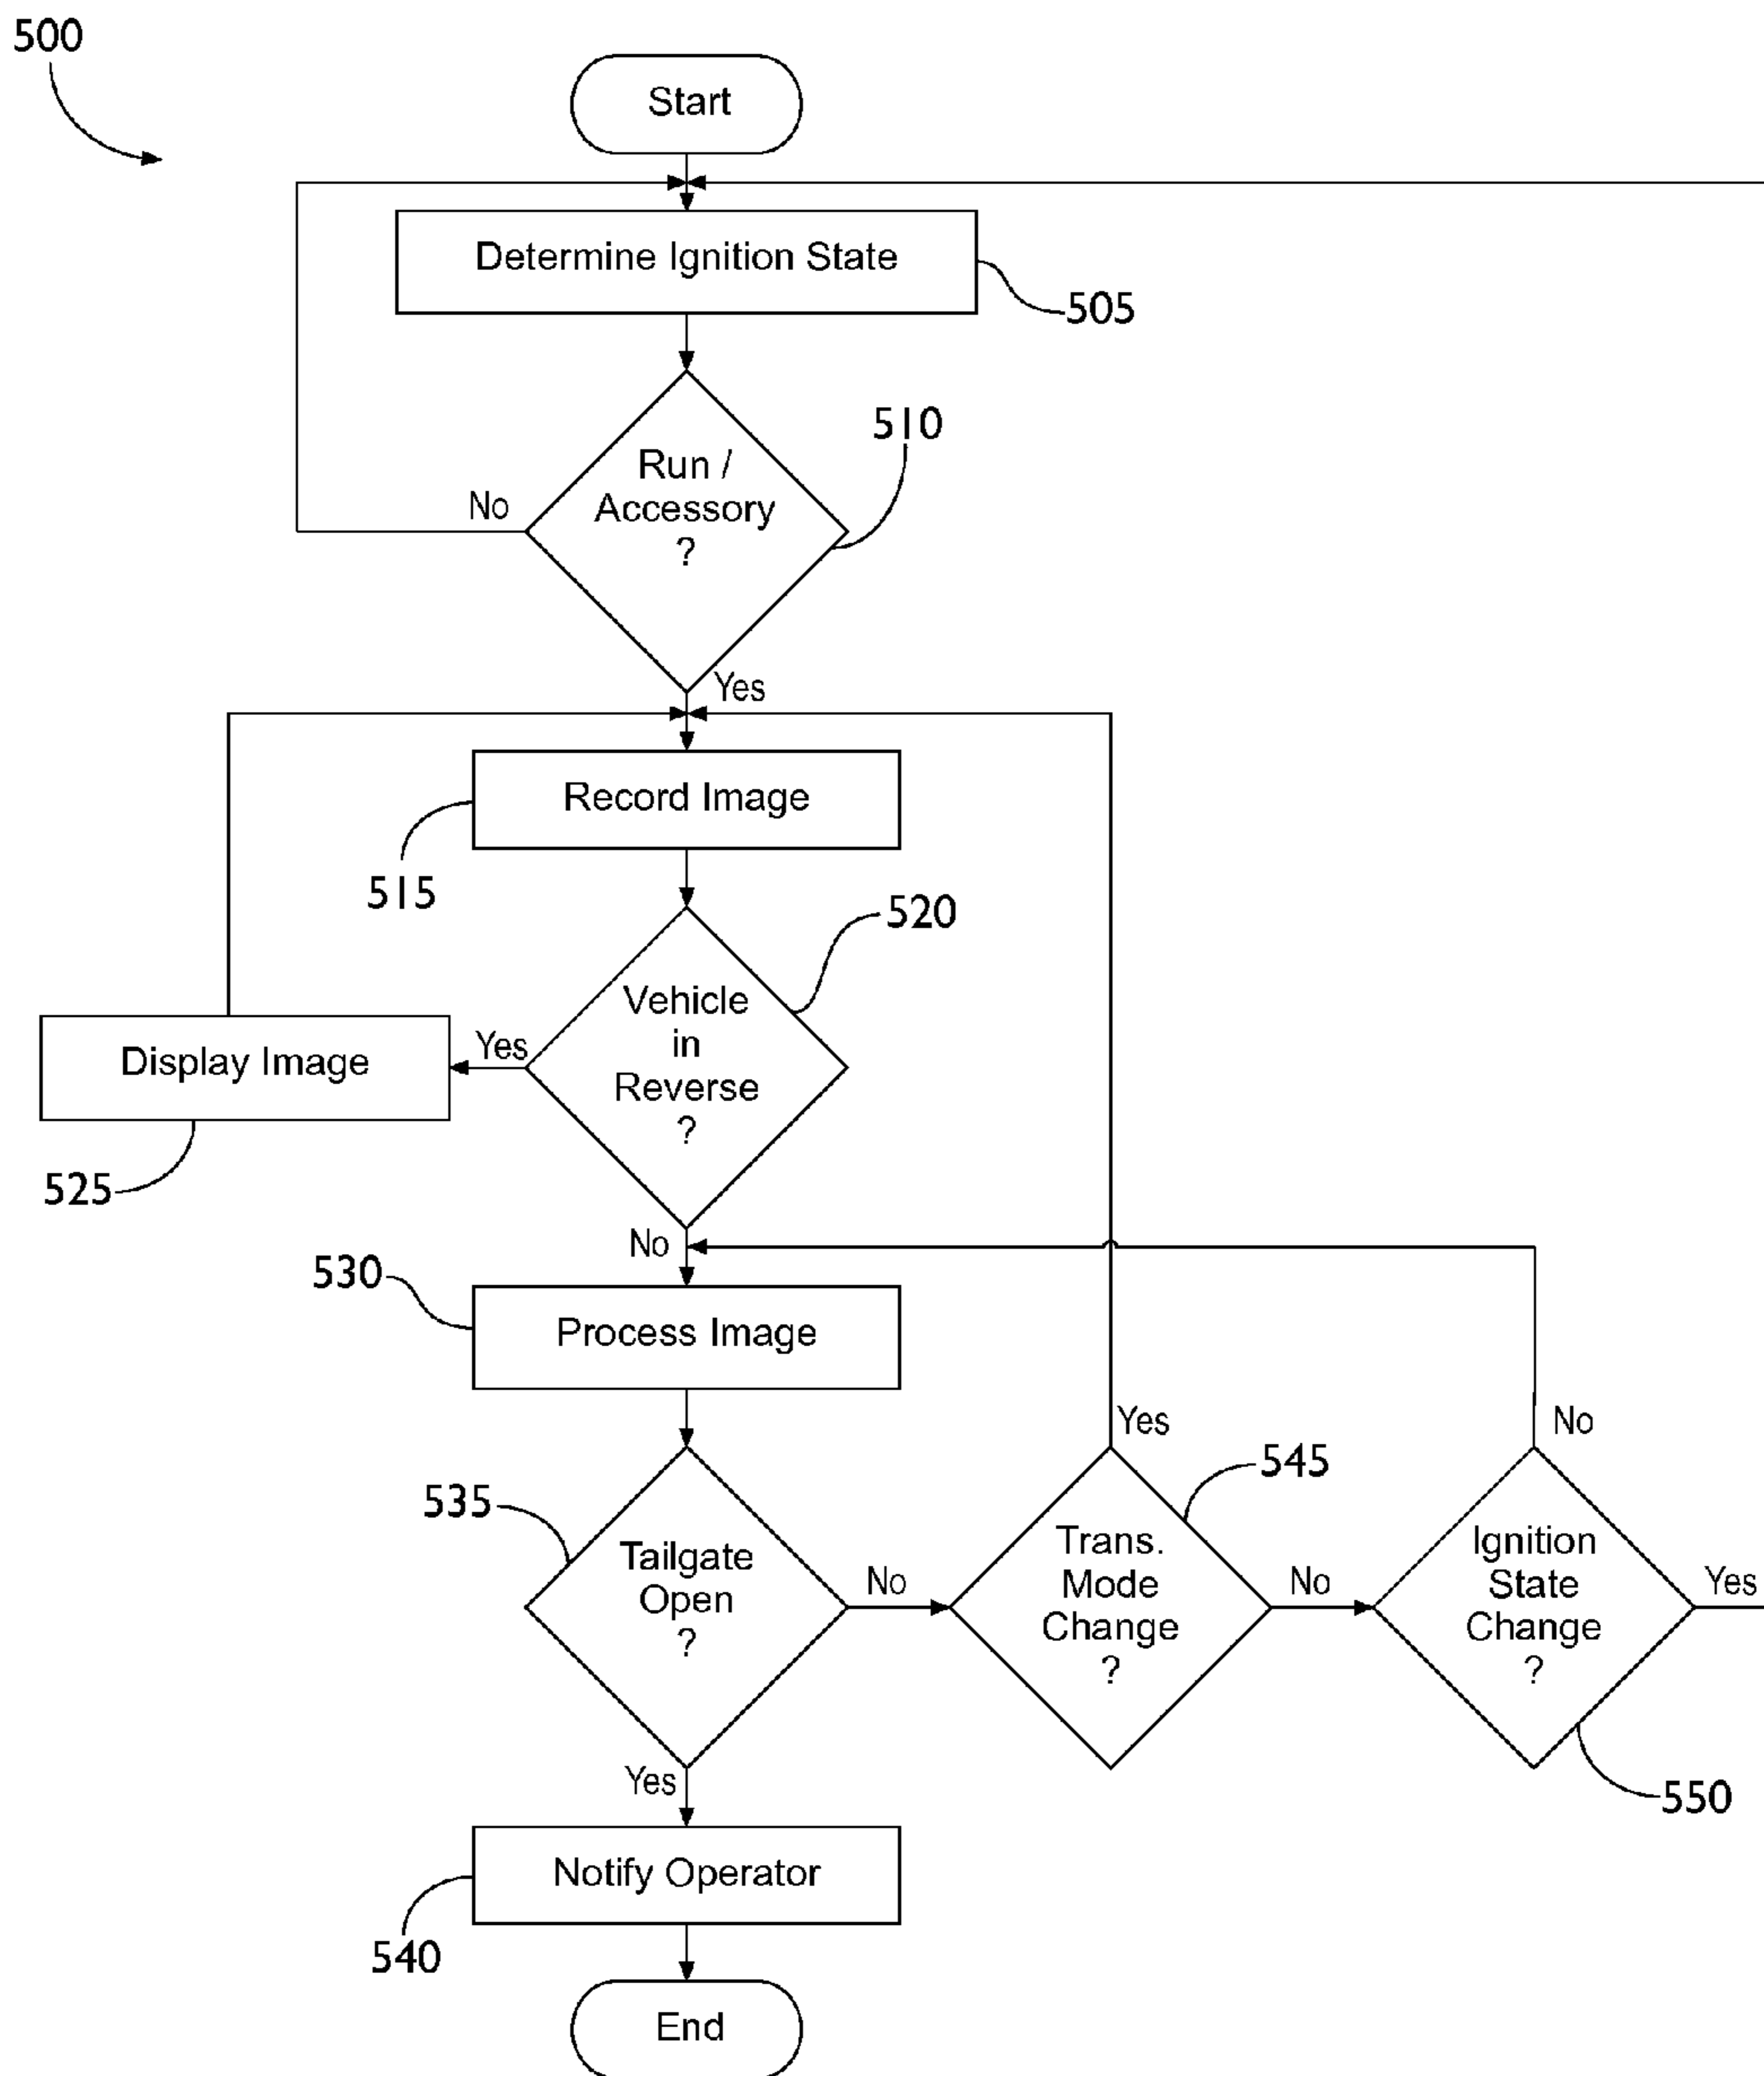 500
Start
Determine Ignition State
505
510
Run /
Accessory
?
No
Yes
Record Image
515
520
Vehicle
in
Reverse
?
Yes
Display Image
525
No
530
Process Image
535
Tailgate
Open
?
No
Yes
545
Trans.
Mode
Change
?
No
No
Ignition
State
Change
?
Yes
550
Yes
Notify Operator
540
End